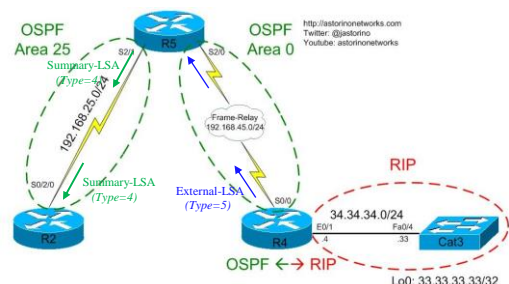 OSPF
Area 25
R5
OSPF
Area 0
http://astorinonetworks.com
Twitter: @jastorino
Youtube: astorinonetworks
S2/
S2/0
Summary-LSA
(Type=4)
192.168.25.0/24
Frame-Relay
192.168.45.0/24
RIP
S0/2/0
Summary-LSA
(Type=4)
External-LSA
(Type=5)
S0/0
34.34.34.0/24
E0/1
Fa0/4
R2
R4
.4
.33
Cat3
OSPF ←→ RIP
Lo0: 33.33.33.33/32